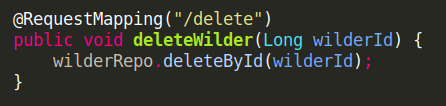 @RequestMapping("/delete")
public void deleteWilder(Long wilderId) {
    wilderRepo.deleteById(wilderId);
}